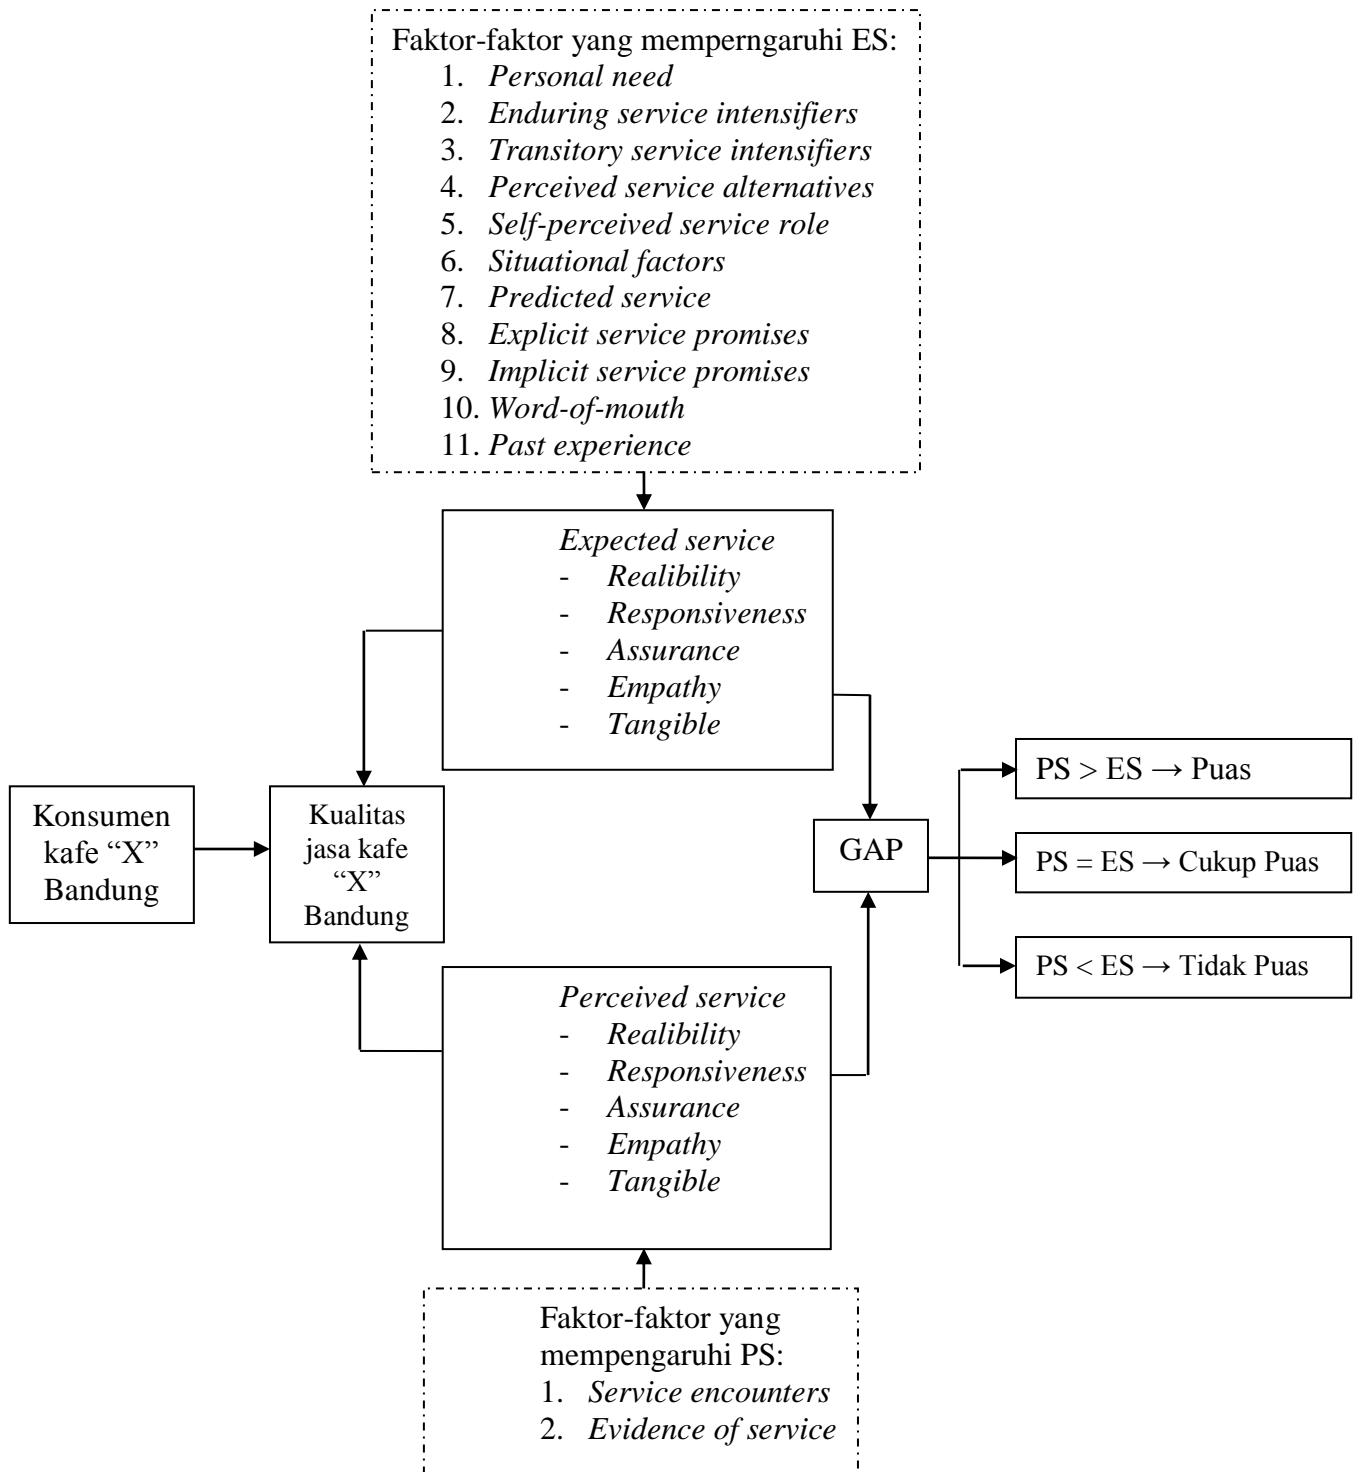 Faktor-faktor yang memperngaruhi ES:
1. Personal need
2. Enduring service intensifiers
3. Transitory service intensifiers
4. Perceived service alternatives
5. Self-perceived service role
6. Situational factors
7. Predicted service
8. Explicit service promises
9. Implicit service promises
10. Word-of-mouth
11. Past experience
Expected service
- Realibility
- Responsiveness
- Assurance
- Empathy
- Tangible
Konsumen
kafe “X”
Bandung
Kualitas
jasa kafe
“X”
Bandung
GAP
PS > ES → Puas
PS = ES → Cukup Puas
PS < ES → Tidak Puas
Perceived service
- Realibility
- Responsiveness
- Assurance
- Empathy
- Tangible
Faktor-faktor yang
mempengaruhi PS:
1. Service encounters
2. Evidence of service